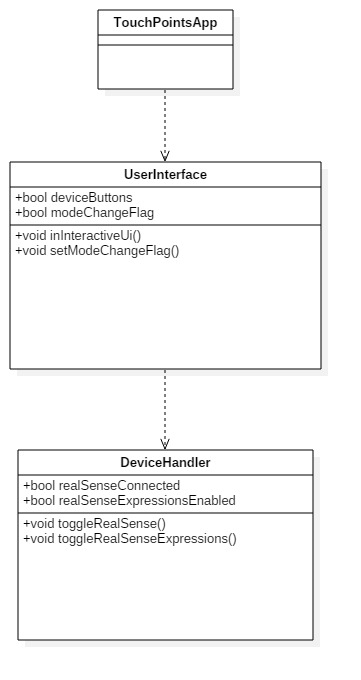 TouchPointsApp
UserInterface
+bool deviceButtons
+bool modeChangeFlag
+void inInteractiveUi()
+void setModeChangeFlag()
DeviceHandler
+bool realSenseConnected
+bool realSenseExpressionsEnabled
+void toggleRealSense()
+void toggleRealSenseExpressions()